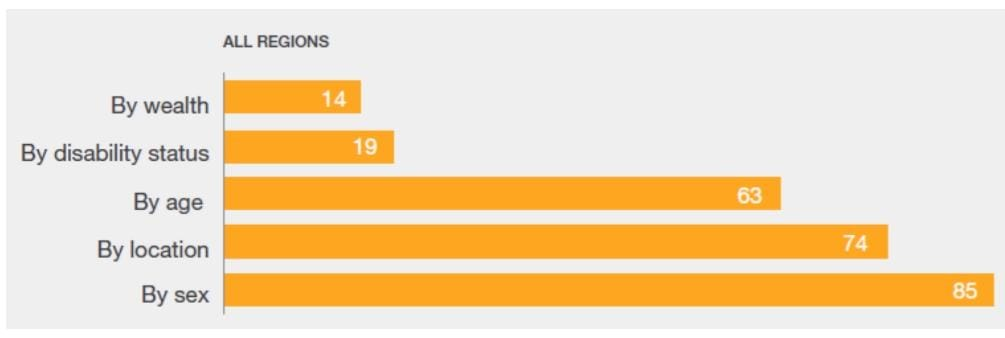 ALL REGIONS
By wealth 14
By disability status 19
By age 63
By location 74
By sex 85